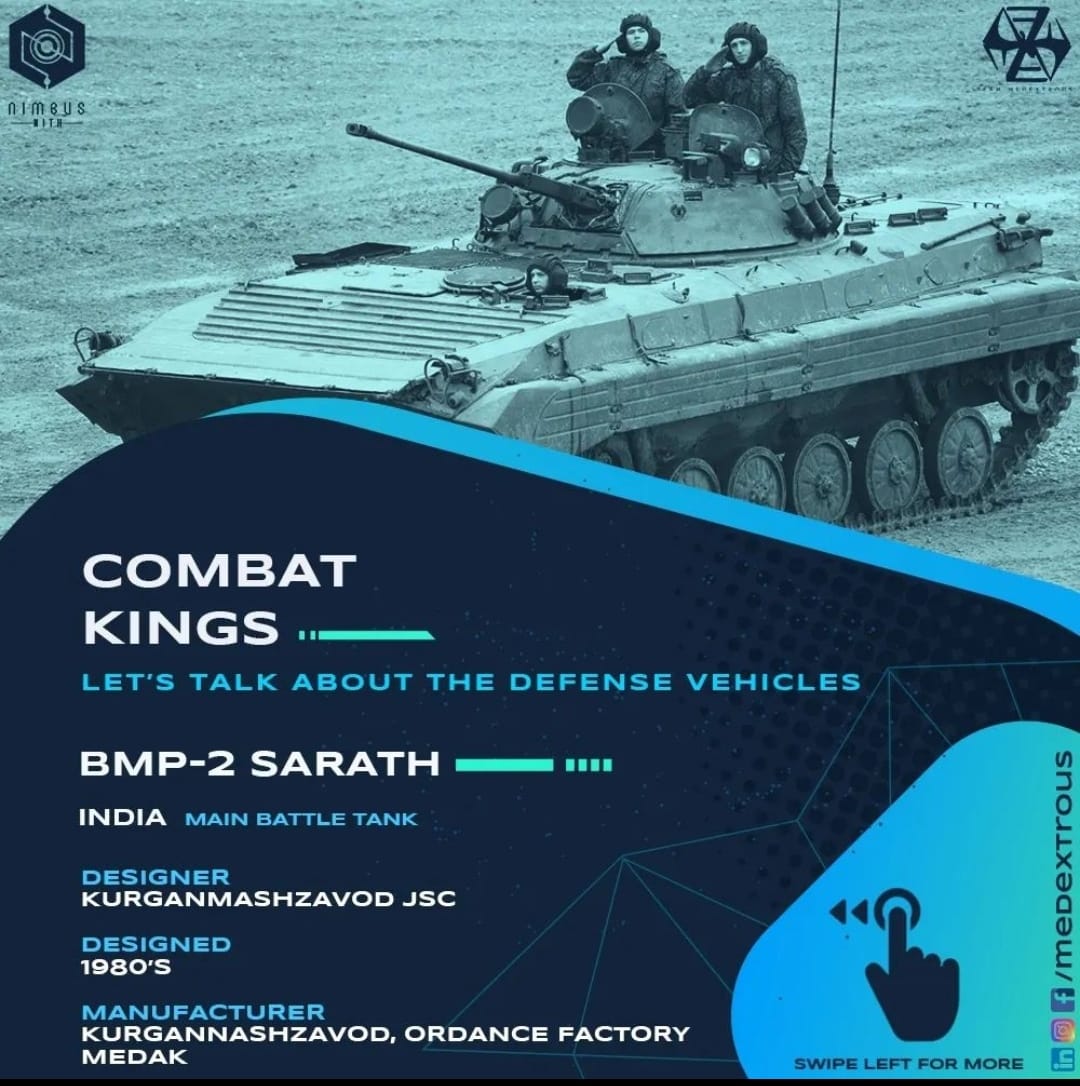 NIMBUS
NITH
COMBAT
KINGS
LET'S TALK ABOUT THE DEFENSE VEHICLES
BMP-2 SARATH
INDIA MAIN BATTLE TANK
DESIGNER
KURGANMASHZAVOD JSC
DESIGNED
1980'S
MANUFACTURER
KURGANNASHZAVOD, ORDANCE FACTORY
MEDAK
/medextrous
SWIPE LEFT FOR MORE